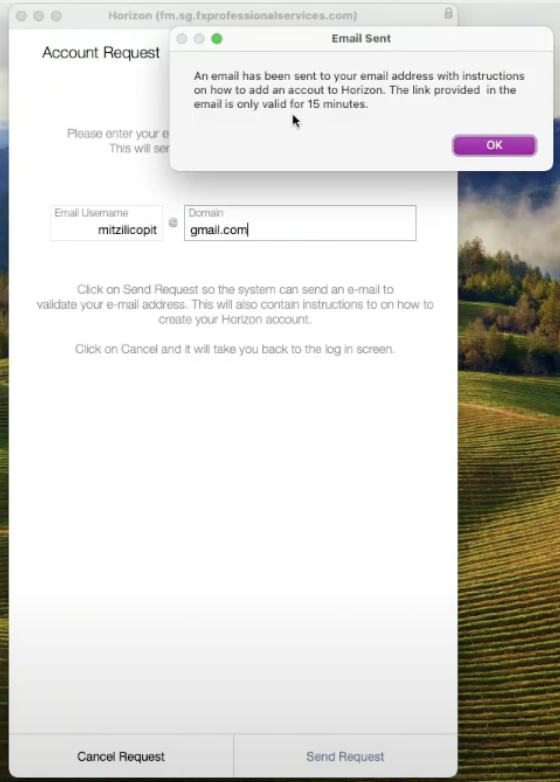 Horizon (fm.sg.fxprofessionalservices.com)
Email Sent
An email has been sent to your email address with instructions
on how to add an accout to Horizon. The link provided in the
email is only valid for 15 minutes.
OK
Account Request
Please enter your e
This will ser
Email Username
mitzilicopit
@
Domain
gmail.com
Click on Send Request so the system can send an e-mail to
validate your e-mail address. This will also contain instructions to on how to
create your Horizon account.
Click on Cancel and it will take you back to the log in screen.
Cancel Request
Send Request